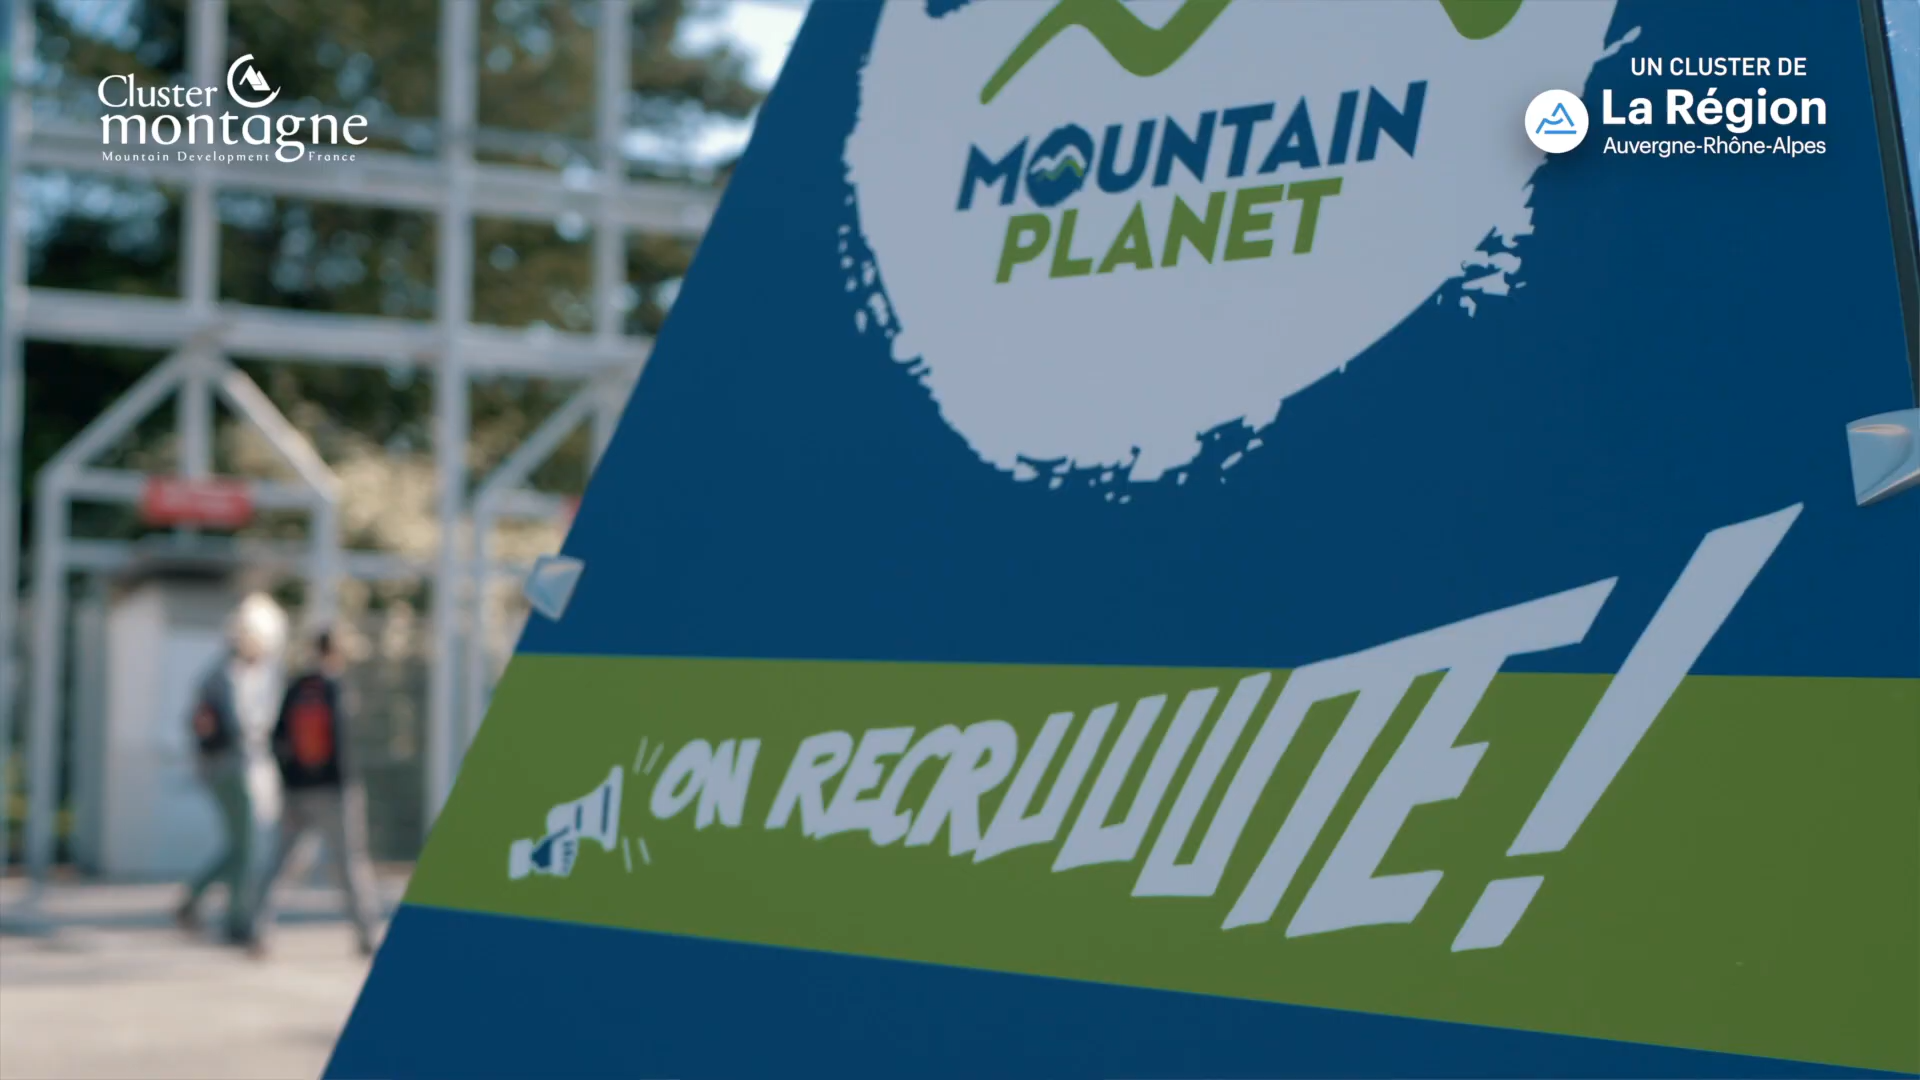 Cluster
montagne
Mountain Development France
UN CLUSTER DE
La Région
Auvergne-Rhône-Alpes
MOUNTAIN
PLANET
"ON RECRUUUTE!